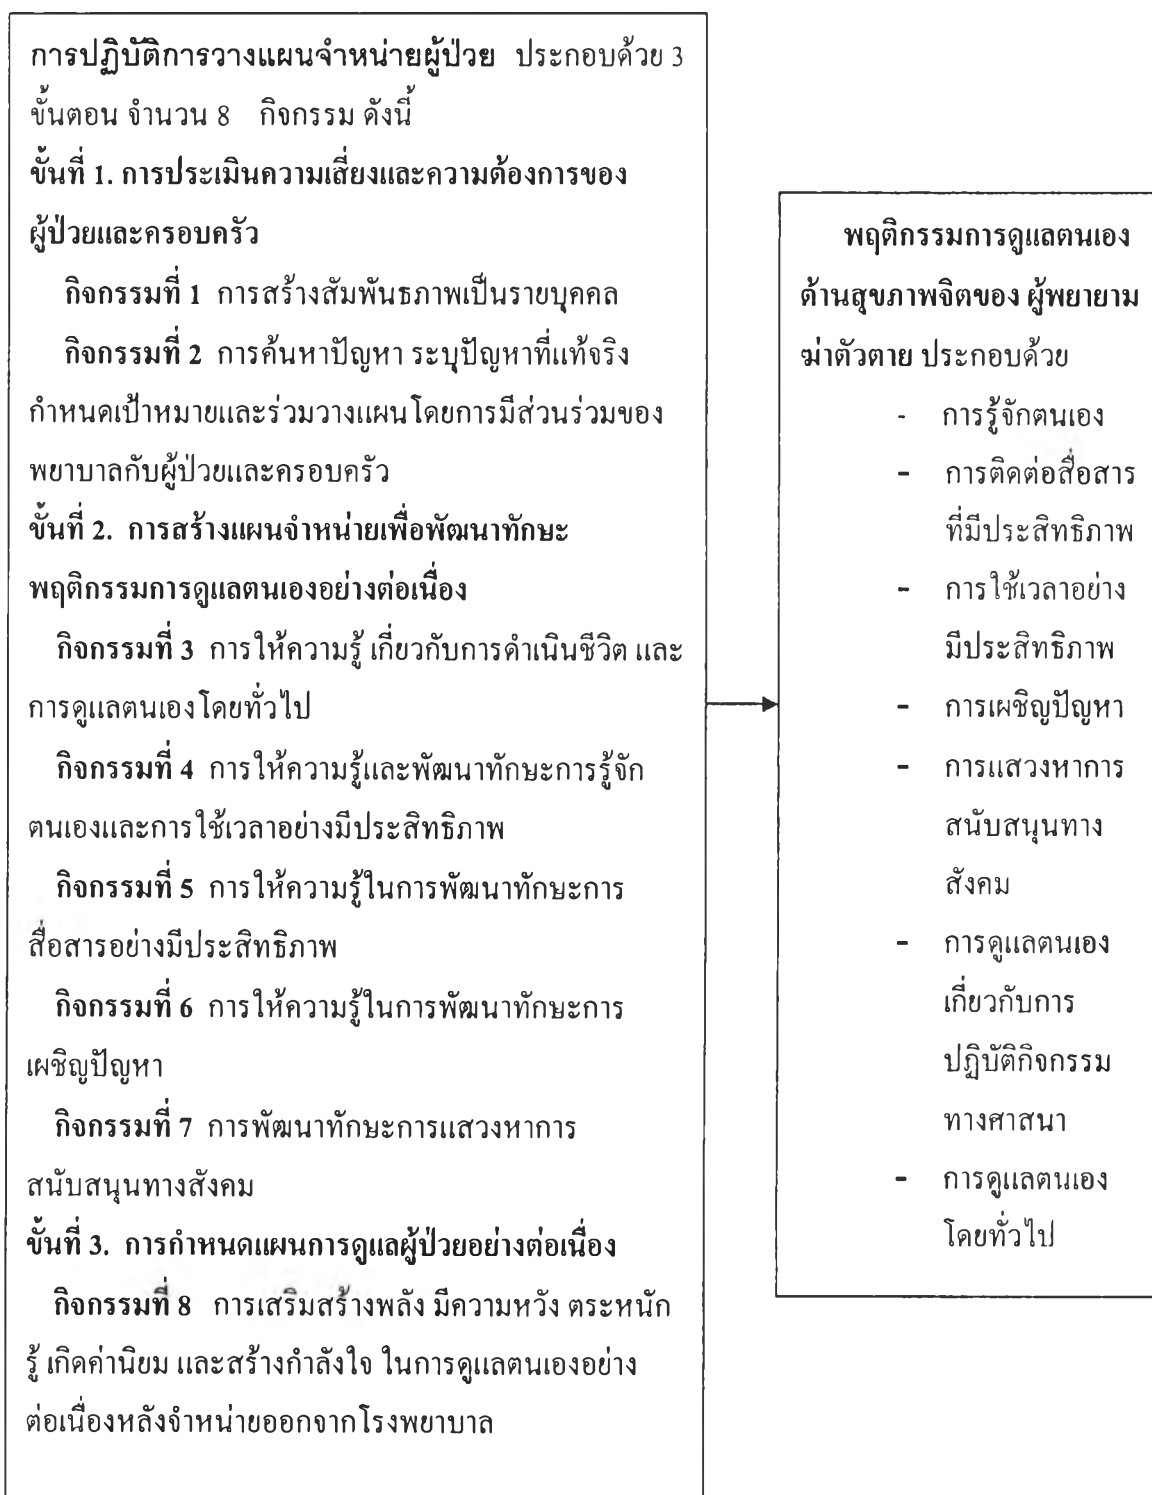 การปฏิบัติการวางแผนจำหน่ายผู้ป่วย ประกอบด้วย 3
ขั้นตอน จำนวน 8 กิจกรรม ดังนี้
ขั้นที่ 1. การประเมินความเสี่ยงและความต้องการของ
ผู้ป่วยและครอบครัว
กิจกรรมที่ 1 การสร้างสัมพันธภาพเป็นรายบุคคล
กิจกรรมที่ 2 การค้นหาปัญหา ระบุปัญหาที่แท้จริง
กำหนดเป้าหมายและร่วมวางแผนโดยการมีส่วนร่วมของ
พยาบาลกับผู้ป่วยและครอบครัว
ขั้นที่ 2. การสร้างแผนจำหน่ายเพื่อพัฒนาทักษะ
พฤติกรรมการดูแลตนเองอย่างต่อเนื่อง
กิจกรรมที่ 3 การให้ความรู้ เกี่ยวกับการดำเนินชีวิต และ
การดูแลตนเองโดยทั่วไป
กิจกรรมที่ 4 การให้ความรู้และพัฒนาทักษะการรู้จัก
ตนเองและการใช้เวลาอย่างมีประสิทธิภาพ
กิจกรรมที่ 5 การให้ความรู้ในการพัฒนาทักษะการ
สื่อสารอย่างมีประสิทธิภาพ
กิจกรรมที่ 6 การให้ความรู้ในการพัฒนาทักษะการ
เผชิญปัญหา
กิจกรรมที่ 7 การพัฒนาทักษะการแสวงหาการ
สนับสนุนทางสังคม
ขั้นที่ 3. การกำหนดแผนการดูแลผู้ป่วยอย่างต่อเนื่อง
กิจกรรมที่ 8 การเสริมสร้างพลัง มีความหวัง ตระหนัก
รู้ เกิดค่านิยม และสร้างกำลังใจ ในการดูแลตนเองอย่าง
ต่อเนื่องหลังจำหน่ายออกจากโรงพยาบาล
พฤติกรรมการดูแลตนเอง
ด้านสุขภาพจิตของ ผู้พยายาม
ฆ่าตัวตาย ประกอบด้วย
- การรู้จักตนเอง
- การติดต่อสื่อสาร
ที่มีประสิทธิภาพ
- การใช้เวลาอย่าง
มีประสิทธิภาพ
- การเผชิญปัญหา
- การแสวงหาการ
สนับสนุนทาง
สังคม
- การดูแลตนเอง
เกี่ยวกับการ
ปฏิบัติกิจกรรม
ทางศาสนา
- การดูแลตนเอง
โดยทั่วไป